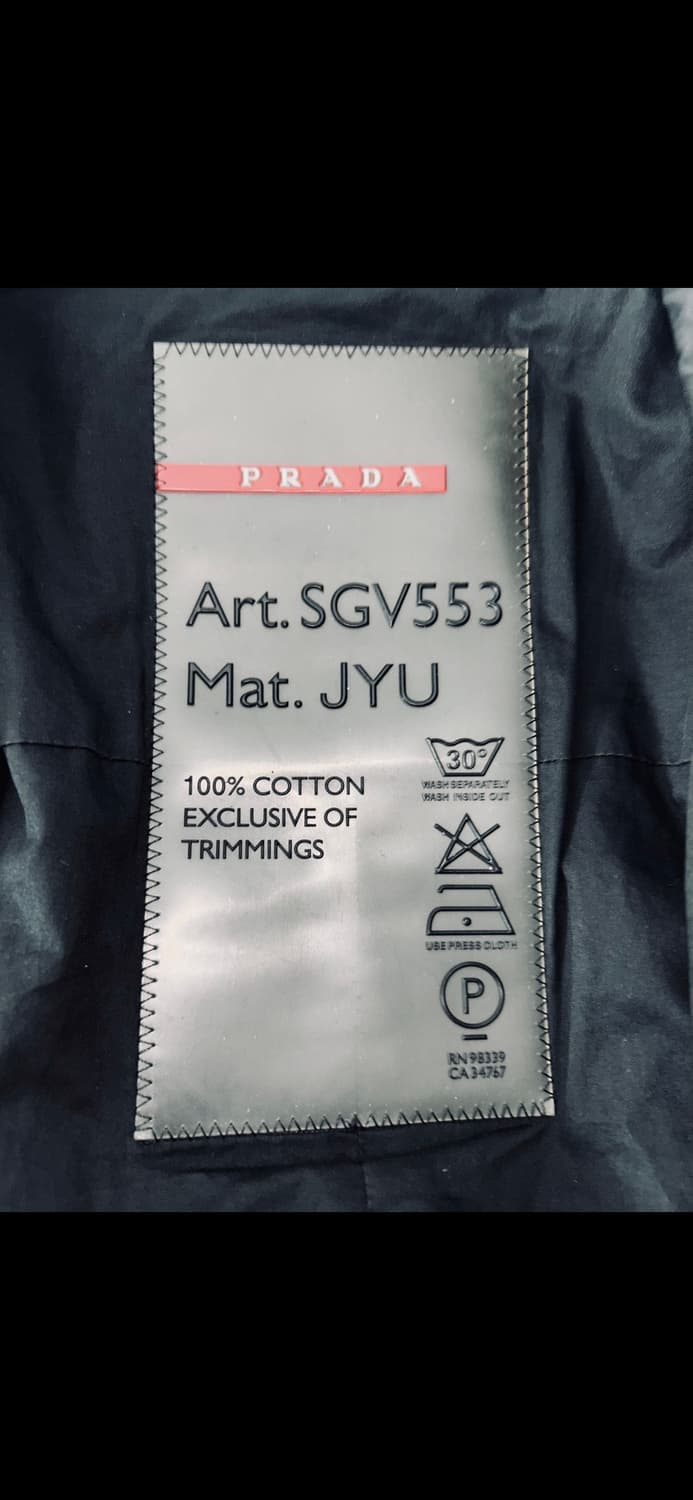 PRADA
Art. SGV553
Mat. JYU
100% COTTON
EXCLUSIVE OF
TRIMMINGS
30°
WASH SEPARATELY
WASH INSIDE OUT
USE PRESS CLOTH
P
RN 98339
CA 34767